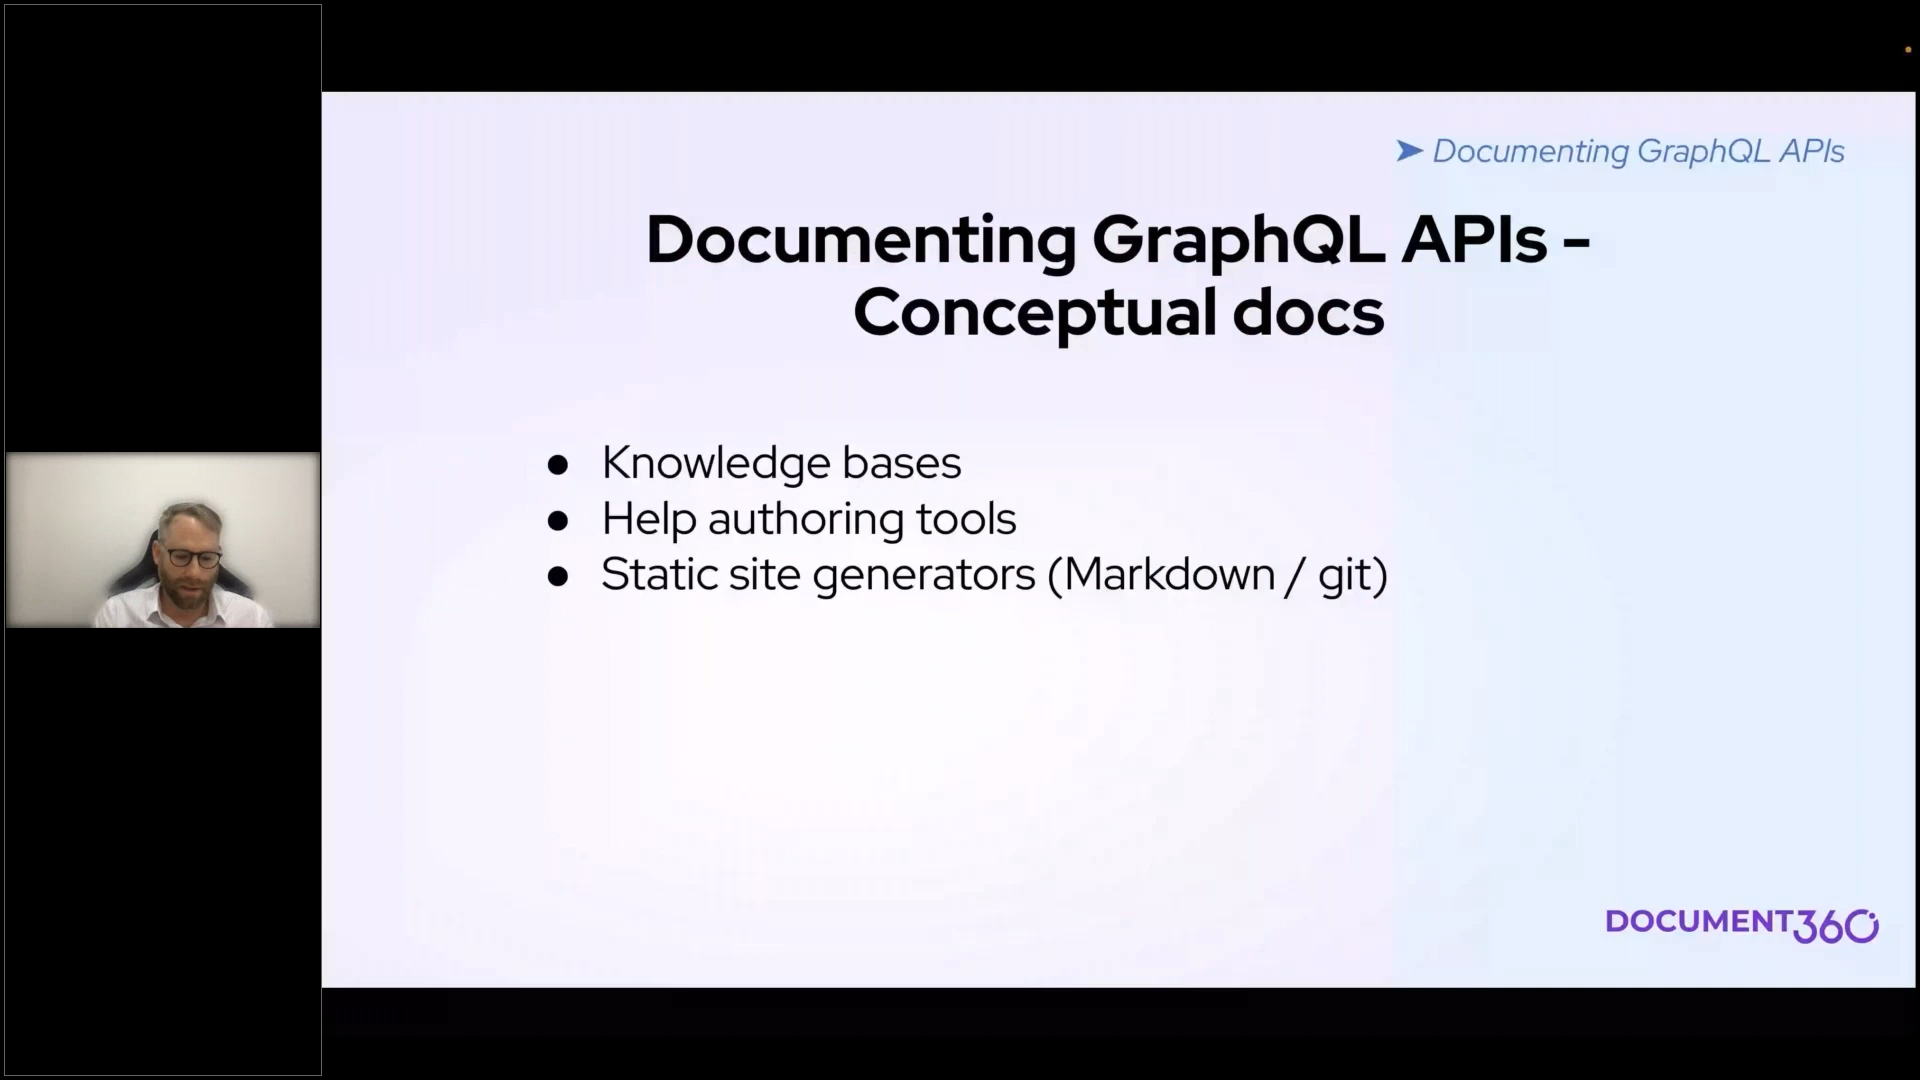 ➤ Documenting GraphQL APIs
Documenting GraphQL APIs -
Conceptual docs
● Knowledge bases
● Help authoring tools
● Static site generators (Markdown / git)
DOCUMENT360